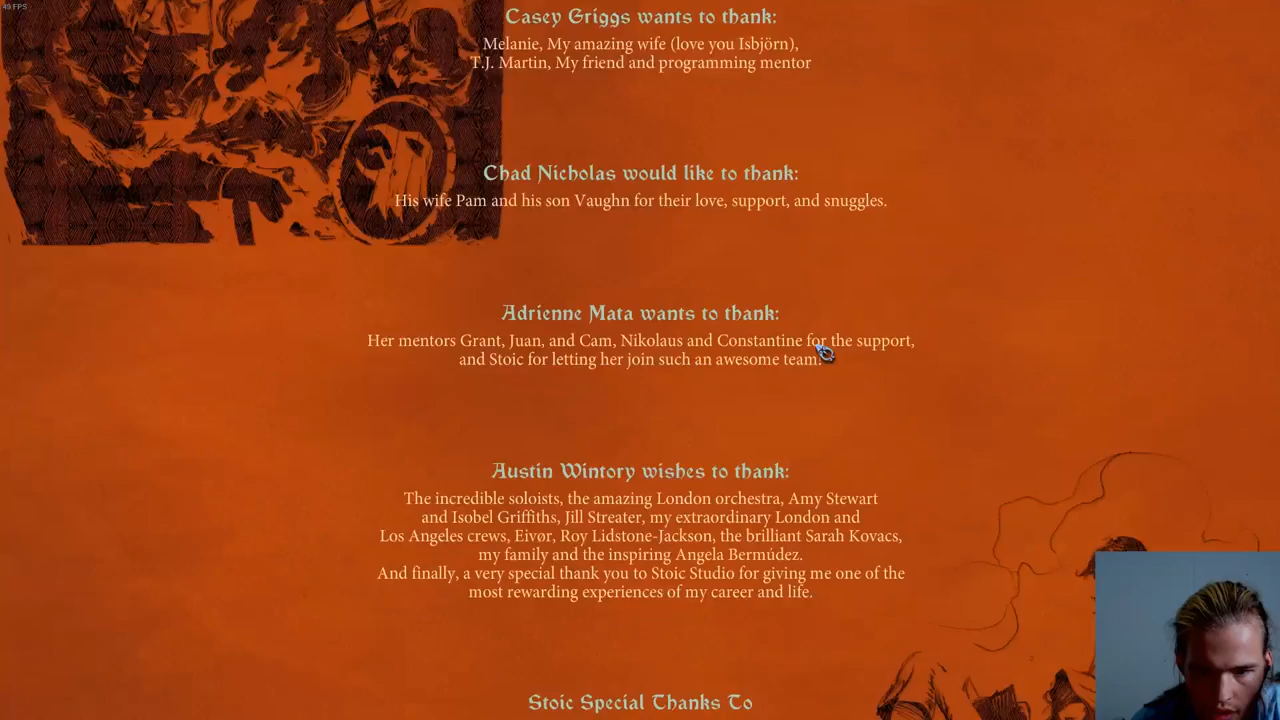 49 FPS
Casey Griggs wants to thank:
Melanie, My amazing wife (love you Isbjörn),
T.J. Martin, My friend and programming mentor
Chad Nicholas would like to thank:
His wife Pam and his son Vaughn for their love, support, and snuggles.
Adrienne Mata wants to thank:
Her mentors Grant, Juan, and Cam, Nikolaus and Constantine for the support,
and Stoic for letting her join such an awesome team.
Austin Wintory wishes to thank:
The incredible soloists, the amazing London orchestra, Amy Stewart
and Isobel Griffiths, Jill Streater, my extraordinary London and
Los Angeles crews, Eivør, Roy Lidstone-Jackson, the brilliant Sarah Kovacs,
my family and the inspiring Angela Bermúdez.
And finally, a very special thank you to Stoic Studio for giving me one of the
most rewarding experiences of my career and life.
Stoic Special Thanks To